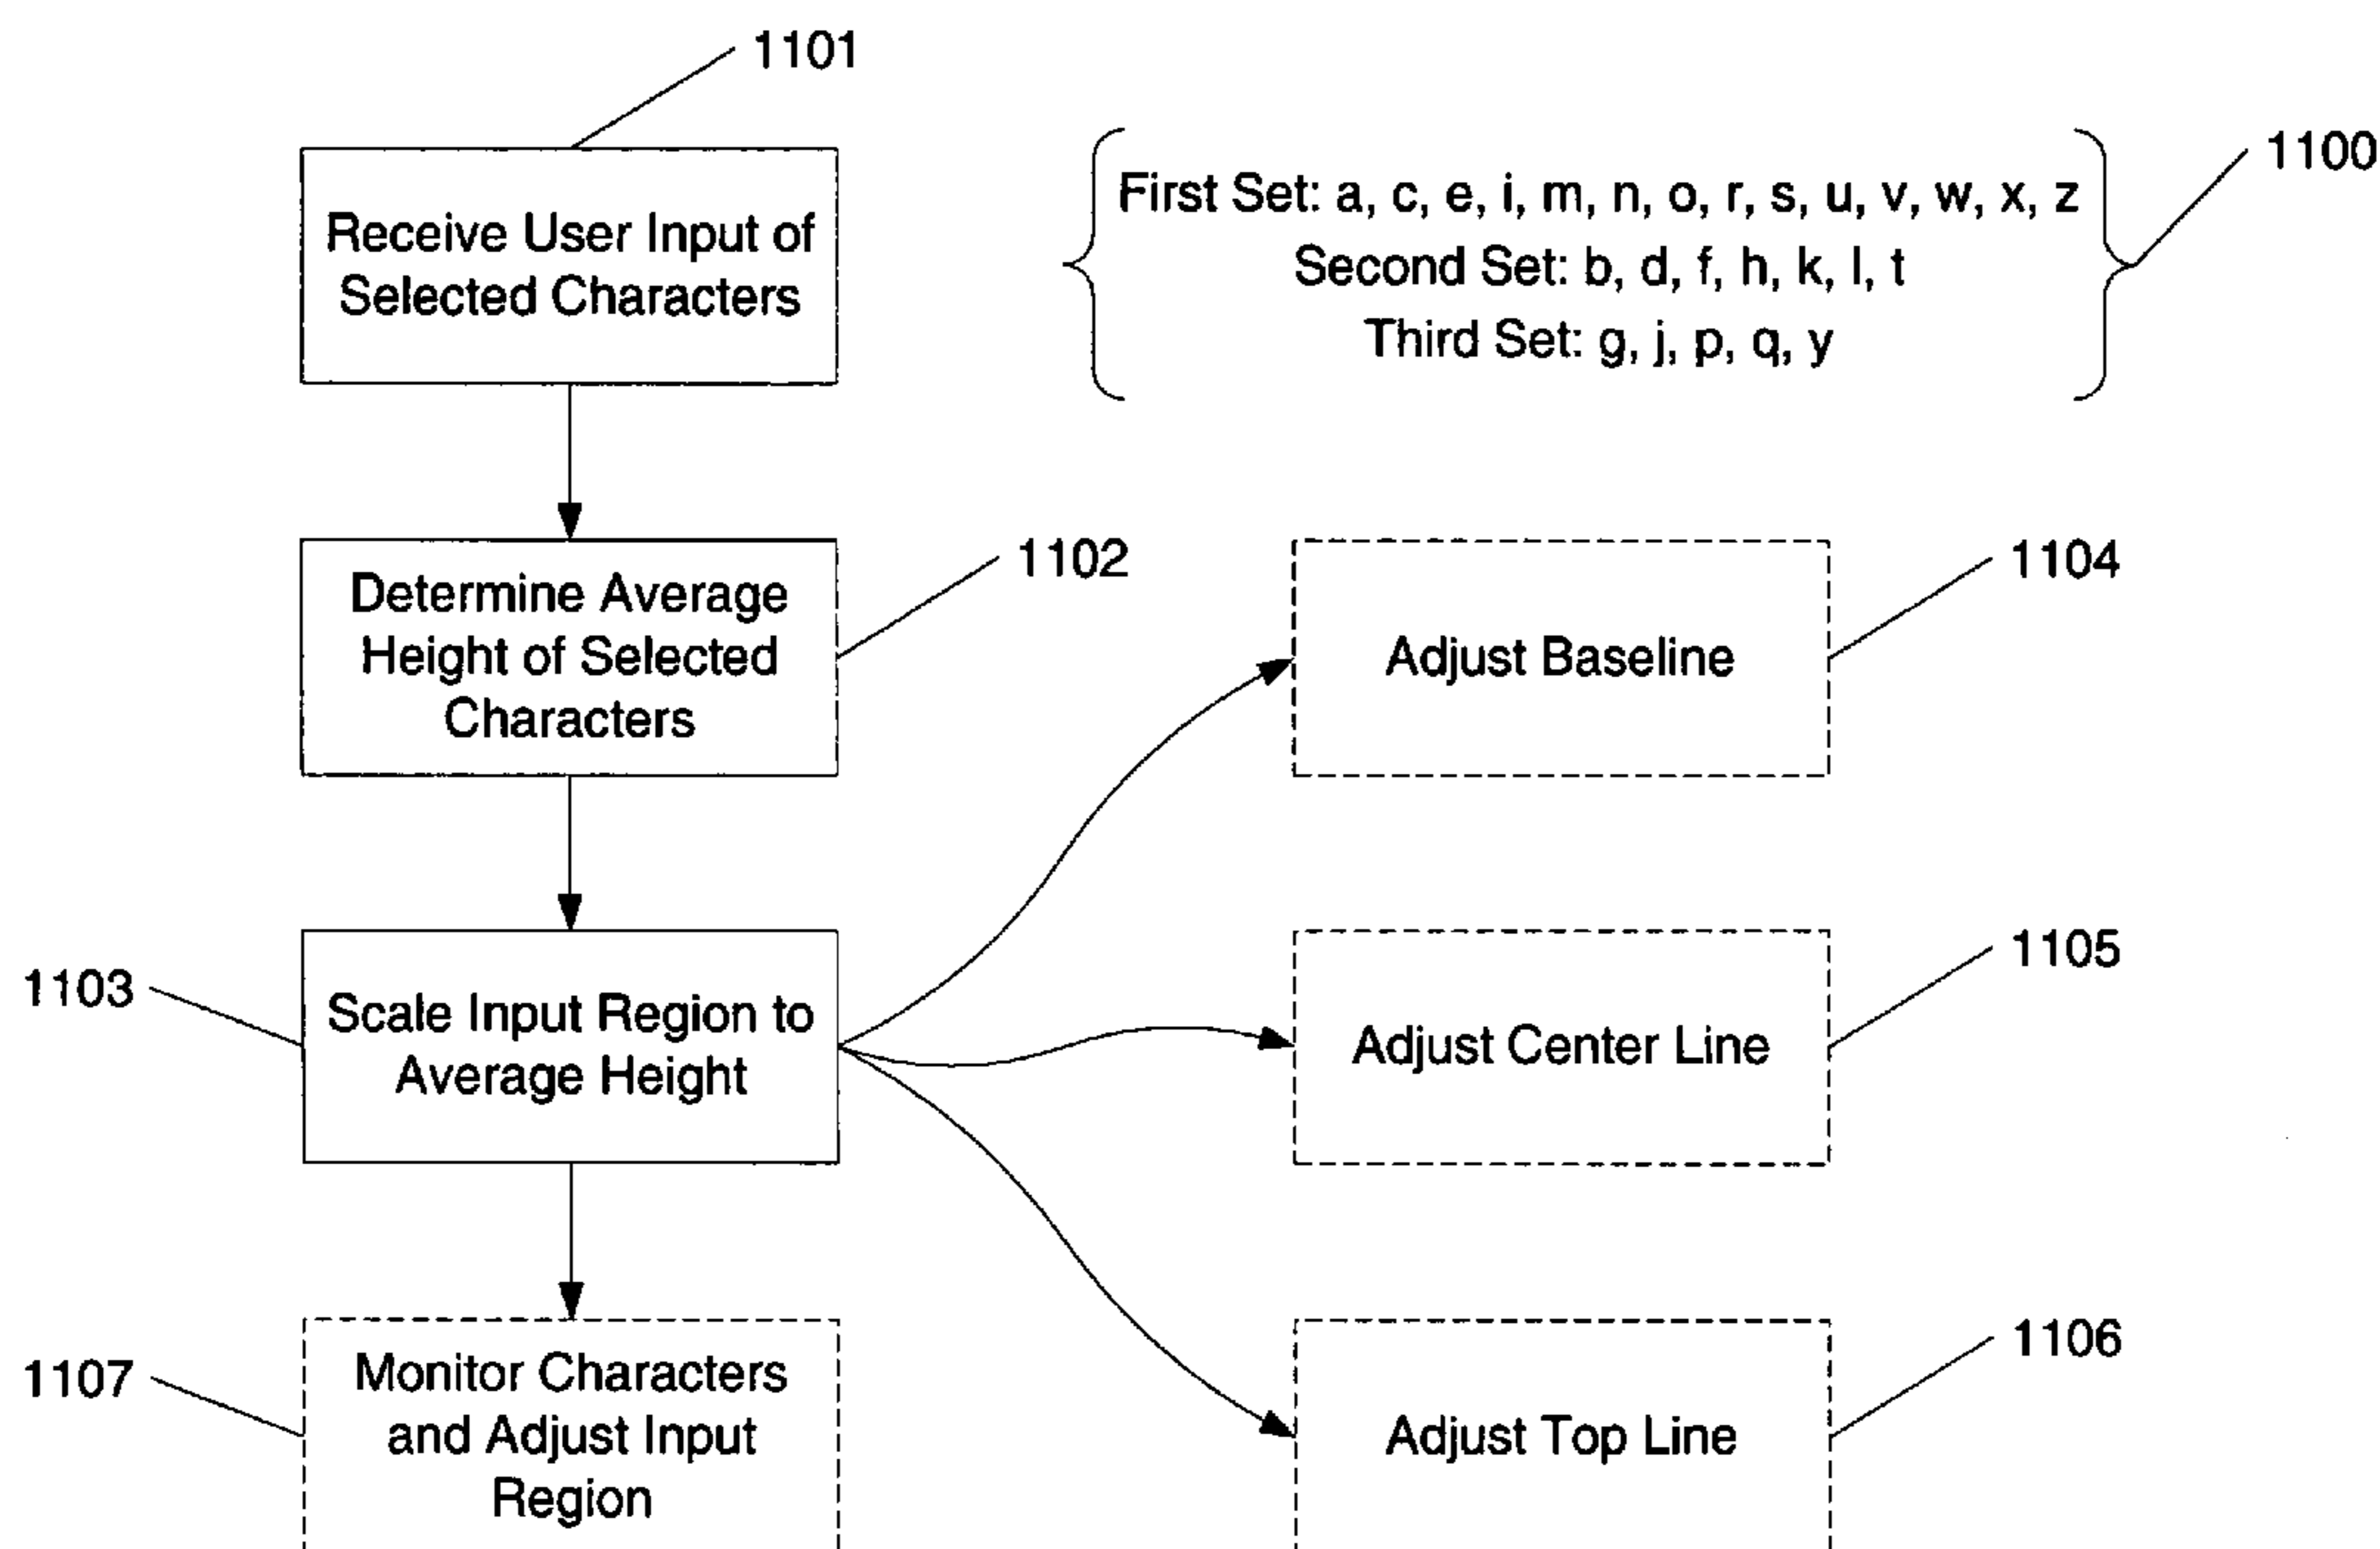 1101
1100
Receive User Input of
Selected Characters
First Set: a, c, e, i, m, n, o, r, s, u, v, w, x, z
Second Set: b, d, f, h, k, l, t
Third Set: g, j, p, q, y
1102
Determine Average
Height of Selected
Characters
1104
Adjust Baseline
1103
Scale Input Region to
Average Height
1105
Adjust Center Line
1107
Monitor Characters
and Adjust Input
Region
1106
Adjust Top Line